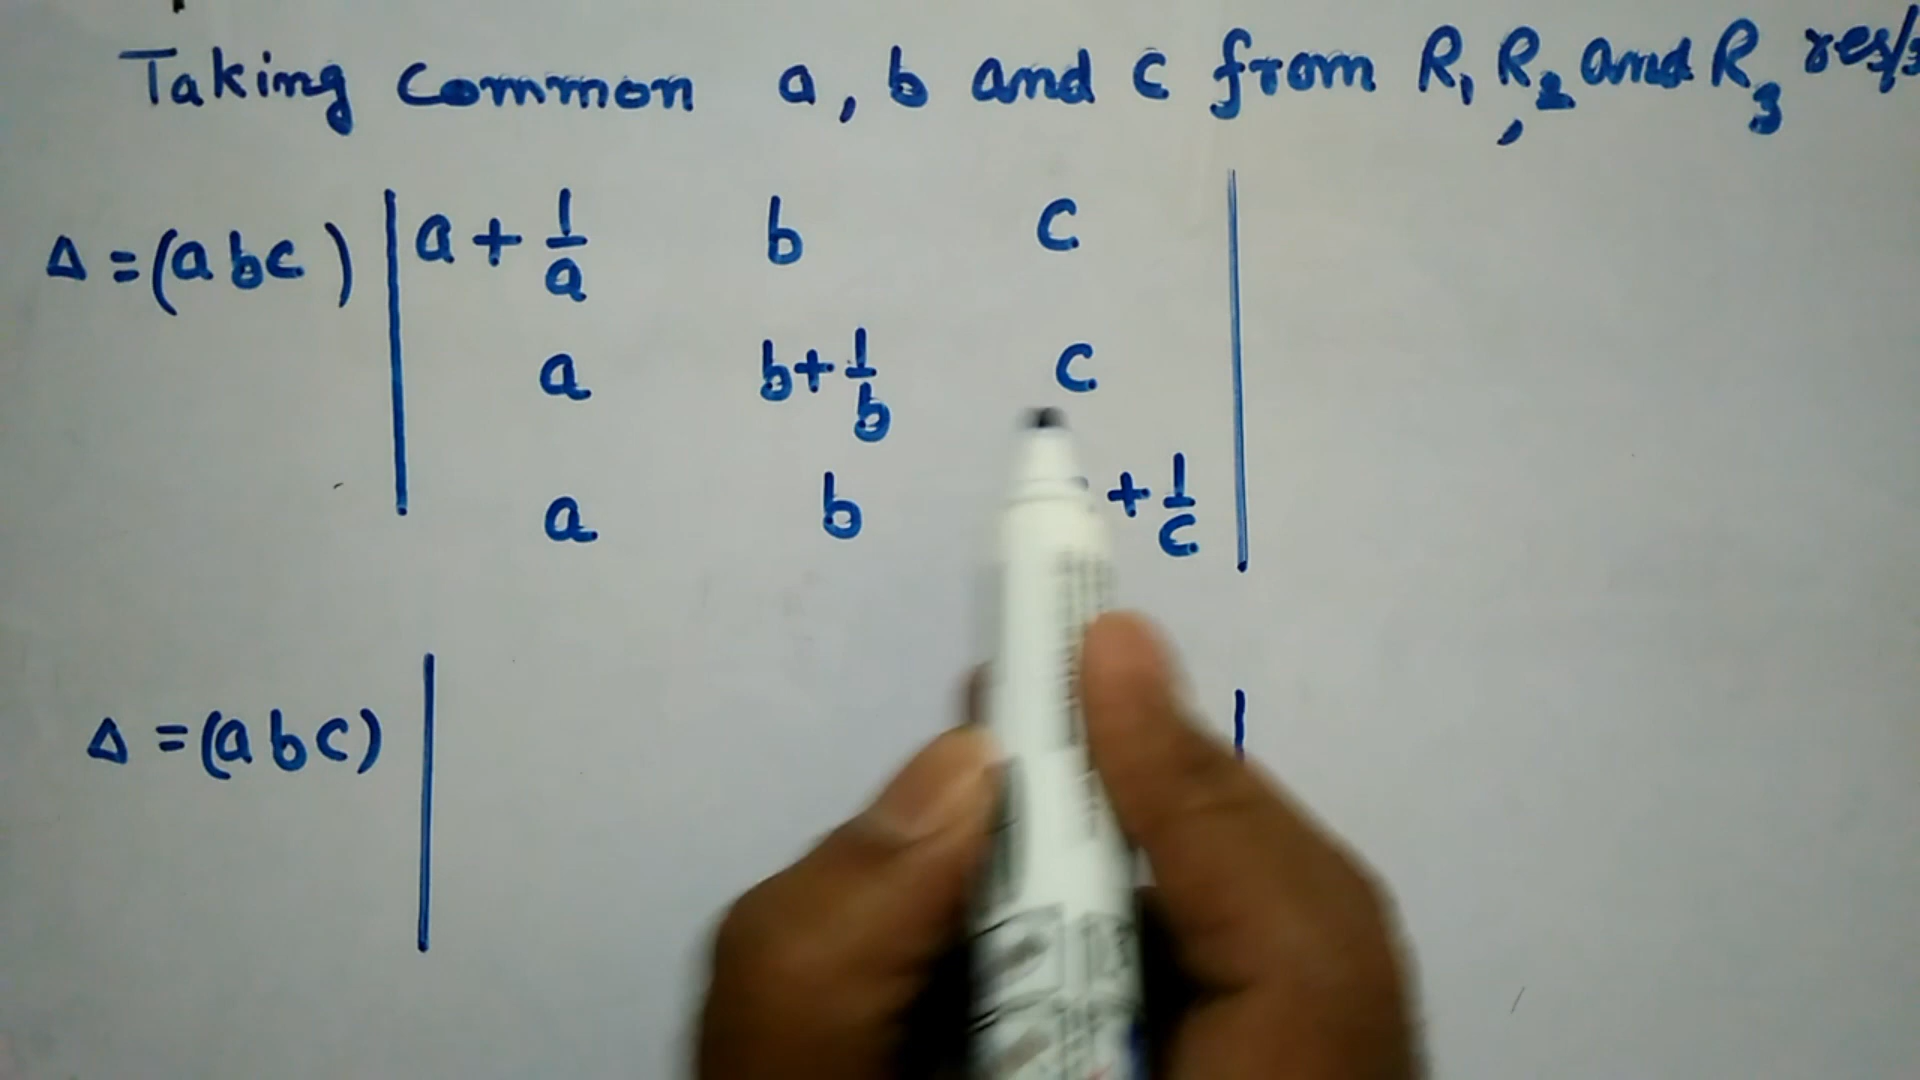 Taking Common a, b and c from R1, R2 and R3
Δ = (abc) | a + 1/a b c |
a b + 1/b c
a b + 1/c
Δ = (abc) | |